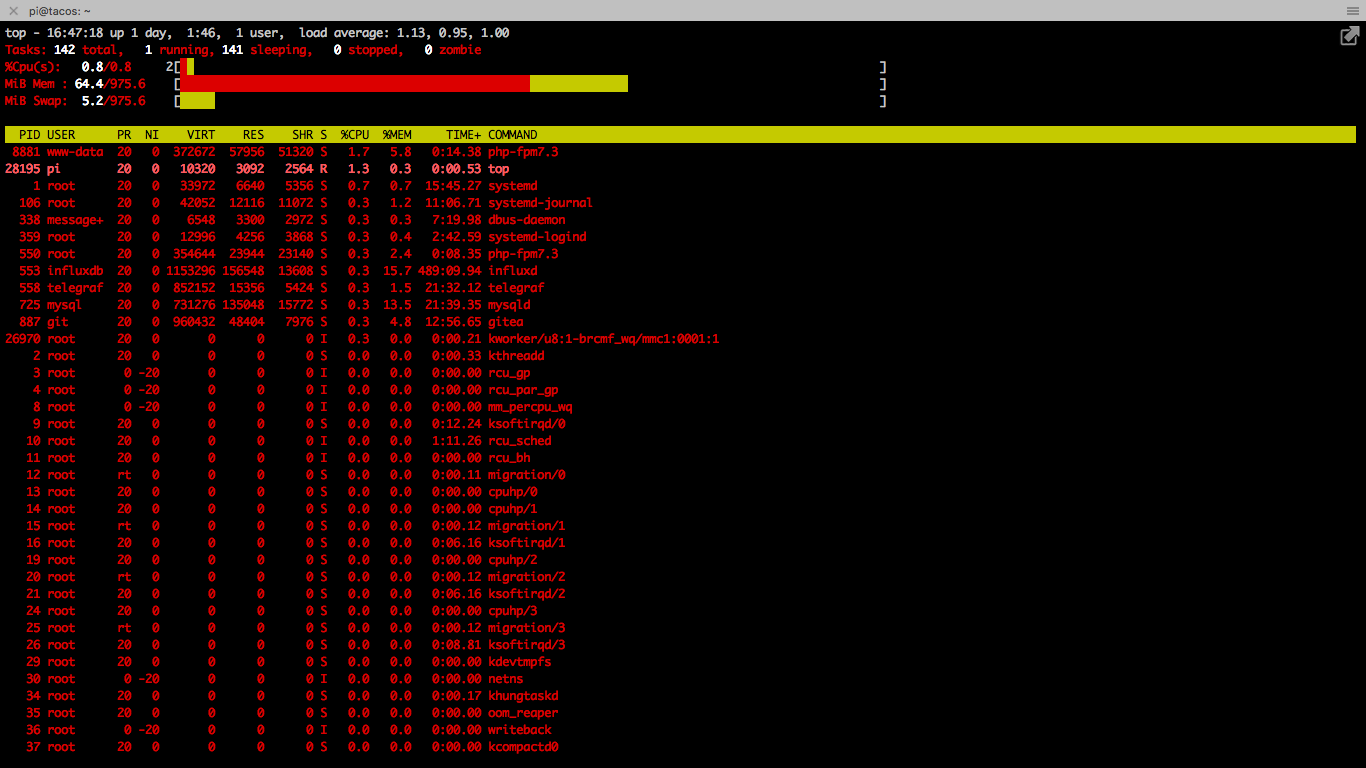 pi@tacos: ~
top - 16:47:18 up 1 day,  1:46,  1 user,  load average: 1.13, 0.95, 1.00
Tasks: 142 total,   1 running, 141 sleeping,   0 stopped,   0 zombie
%Cpu(s):   0.8/0.8     2[                    ]
MiB Mem : 64.4/975.6    [                    ]
MiB Swap:  5.2/975.6    [                    ]
PID USER      PR  NI    VIRT    RES    SHR S  %CPU  %MEM     TIME+ COMMAND
8881 www-data  20   0  372672  57956  51320 S   1.7   5.8   0:14.38 php-fpm7.3
28195 pi        20   0   10320   3092   2564 R   1.3   0.3   0:00.53 top
1 root      20   0   33972   6640   5356 S   0.7   0.7  15:45.27 systemd
106 root      20   0   42052  12116  11072 S   0.3   1.2  11:06.71 systemd-journal
338 message+  20   0    6548   3300   2972 S   0.3   0.3   7:19.98 dbus-daemon
359 root      20   0   12996   4256   3868 S   0.3   0.4   2:42.59 systemd-logind
550 root      20   0  354644  23944  23140 S   0.3   2.4   0:08.35 php-fpm7.3
553 influxdb  20   0 1153296 156548  13608 S   0.3  15.7 489:09.94 influxd
558 telegraf  20   0  852152  15356   5424 S   0.3   1.5  21:32.12 telegraf
725 mysql     20   0  731276 135048  15772 S   0.3  13.5  21:39.35 mysqld
887 git       20   0  960432  48404   7976 S   0.3   4.8  12:56.65 gitea
26970 root      20   0       0      0      0 I   0.3   0.0   0:00.21 kworker/u8:1-brcmf_wq/mmc1:0001:1
2 root      20   0       0      0      0 S   0.0   0.0   0:00.33 kthreadd
3 root       0 -20       0      0      0 I   0.0   0.0   0:00.00 rcu_gp
4 root       0 -20       0      0      0 I   0.0   0.0   0:00.00 rcu_par_gp
8 root       0 -20       0      0      0 I   0.0   0.0   0:00.00 mm_percpu_wq
9 root      20   0       0      0      0 S   0.0   0.0   0:12.24 ksoftirqd/0
10 root      20   0       0      0      0 I   0.0   0.0   1:11.26 rcu_sched
11 root      20   0       0      0      0 I   0.0   0.0   0:00.00 rcu_bh
12 root      rt   0       0      0      0 S   0.0   0.0   0:00.11 migration/0
13 root      20   0       0      0      0 S   0.0   0.0   0:00.00 cpuhp/0
14 root      20   0       0      0      0 S   0.0   0.0   0:00.00 cpuhp/1
15 root      rt   0       0      0      0 S   0.0   0.0   0:00.12 migration/1
16 root      20   0       0      0      0 S   0.0   0.0   0:06.16 ksoftirqd/1
19 root      20   0       0      0      0 S   0.0   0.0   0:00.00 cpuhp/2
20 root      rt   0       0      0      0 S   0.0   0.0   0:00.12 migration/2
21 root      20   0       0      0      0 S   0.0   0.0   0:06.16 ksoftirqd/2
24 root      20   0       0      0      0 S   0.0   0.0   0:00.00 cpuhp/3
25 root      rt   0       0      0      0 S   0.0   0.0   0:00.12 migration/3
26 root      20   0       0      0      0 S   0.0   0.0   0:08.81 ksoftirqd/3
29 root      20   0       0      0      0 S   0.0   0.0   0:00.00 kdevtmpfs
30 root       0 -20       0      0      0 I   0.0   0.0   0:00.00 netns
34 root      20   0       0      0      0 S   0.0   0.0   0:00.17 khungtaskd
35 root      20   0       0      0      0 S   0.0   0.0   0:00.00 oom_reaper
36 root       0 -20       0      0      0 I   0.0   0.0   0:00.00 writeback
37 root      20   0       0      0      0 S   0.0   0.0   0:00.00 kcompactd0